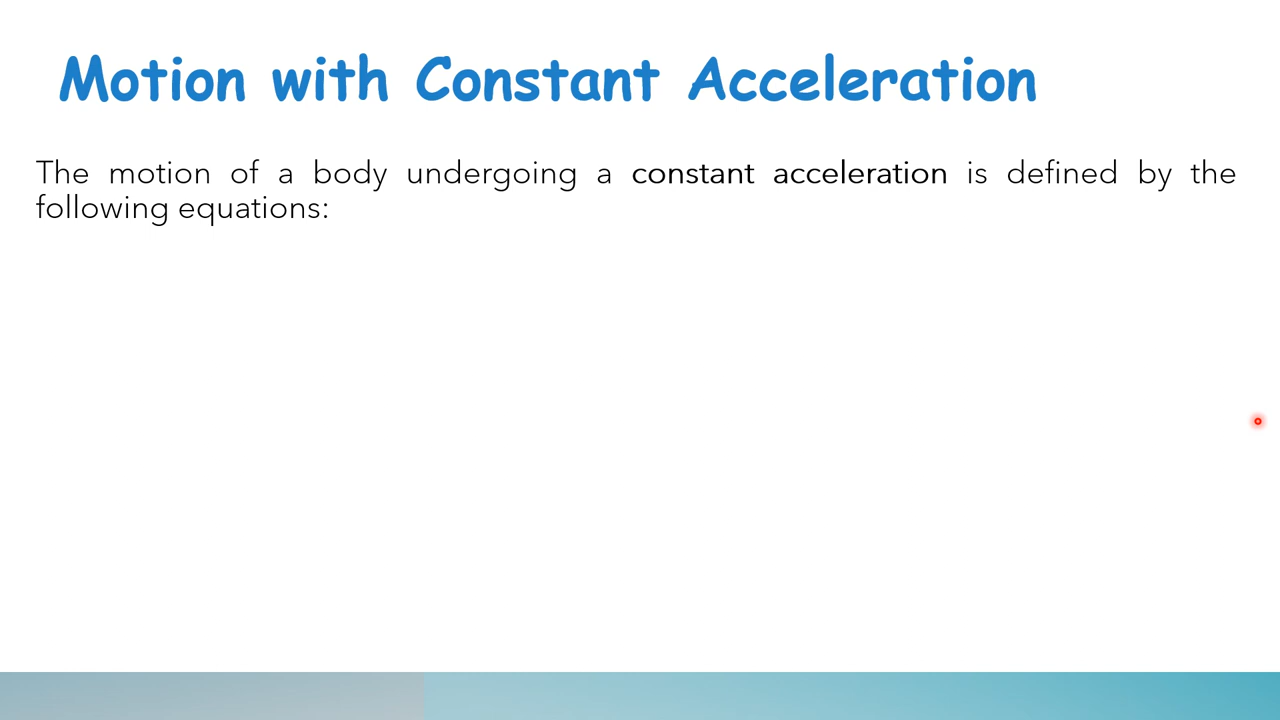 Motion with Constant Acceleration
The motion of a body undergoing a constant acceleration is defined by the
following equations: